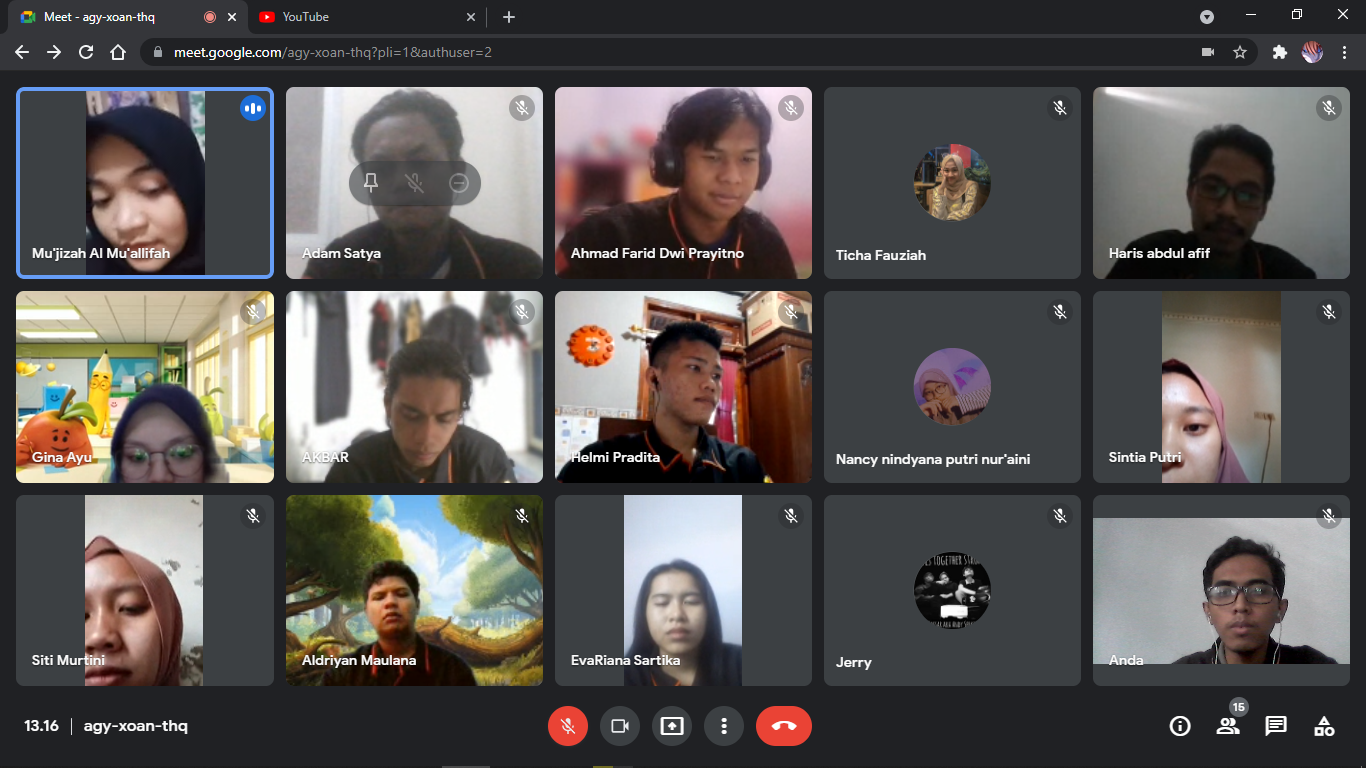 Meet - agy-xoan-thq
YouTube
meet.google.com/agy-xoan-thq?pli=1&authuser=2
Mu'jizah Al Mu'allifah
Adam Satya
Ahmad Farid Dwi Prayitno
Ticha Fauziah
Haris abdul afif
Gina Ayu
AKBAR
Helmi Pradita
Nancy nindyana putri nur'aini
Sintia Putri
Siti Murtini
Aldriyan Maulana
EvaRiana Sartika
TOGETHER
Jerry
Anda
13.16 | agy-xoan-thq
15